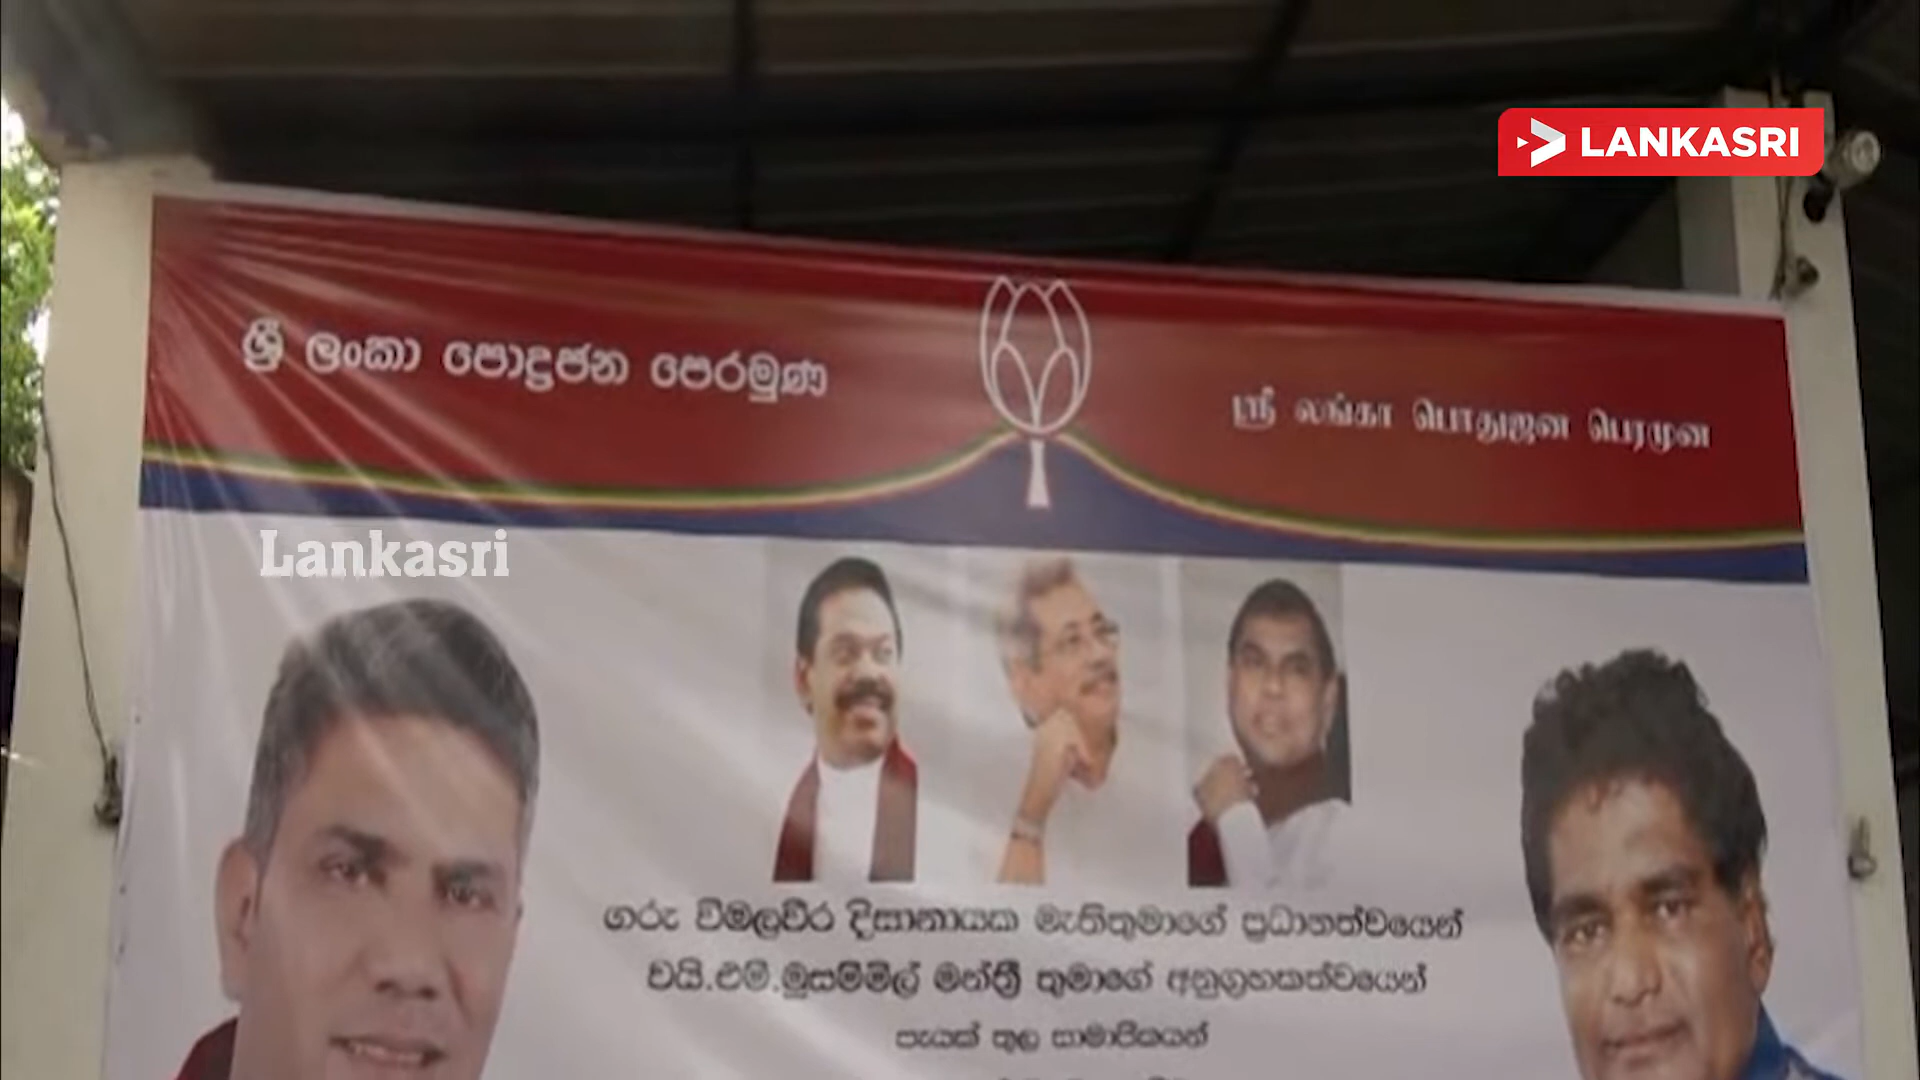 LANKASRI
ශ්‍රී ලංකා පොදුජන පෙරමුණ
ஸ்ரீ லங்கா பொதுஜன பெரமுன
Lankasri
ගරු විමලවීර දිසානායක මැතිතුමාගේ ප්‍රධානත්වයෙන්
වයි.එම්.මුසම්මිල් මන්ත්‍රී තුමාගේ අනුග්‍රහකත්වයෙන්
පැයක් තුල සාමාජිකයන්